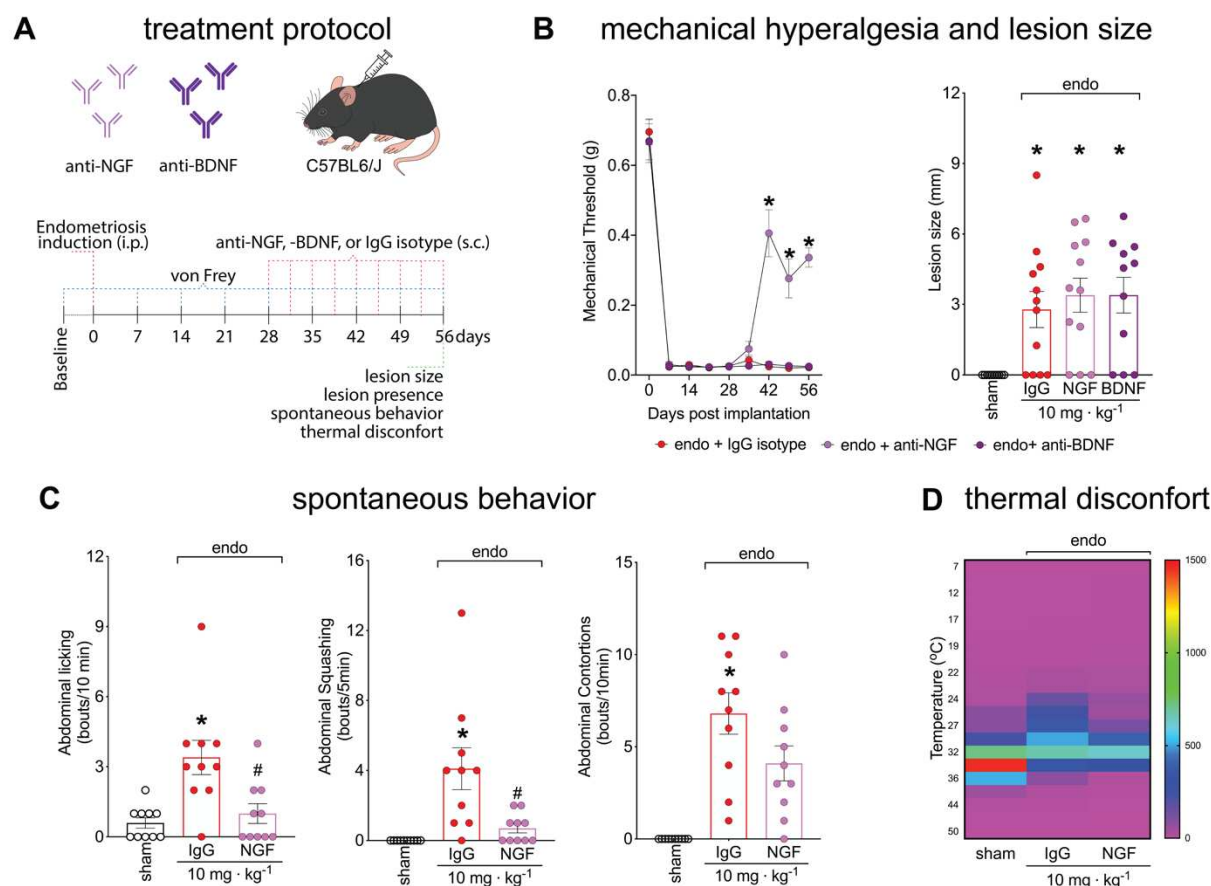 A treatment protocol
anti-NGF
anti-BDNF
C57BL6/J
Endometriosis
induction (i.p.)
anti-NGF, -BDNF, or IgG isotype (s.c.)
von Frey
Baseline
0 7 14 21 28 35 39 42 49 56 days
lesion size
lesion presence
spontaneous behavior
thermal disconfort
B mechanical hyperalgesia and lesion size
Mechanical Threshold (g)
0.8
0.6
0.4
0.2
0.0
* * *
0 14 28 42 56
Days post implantation
endo
Lesion size (mm)
12
9
6
3
0
* * *
sham
IgG NGF BDNF
10 mg · kg-1
endo + IgG isotype
endo + anti-NGF
endo+ anti-BDNF
C spontaneous behavior
Abdominal licking
(bouts/10 min)
12
9
6
3
0
endo
*
#
sham
IgG NGF
10 mg · kg-1
Abdominal Squashing
(bouts/5min)
16
12
8
4
0
endo
*
#
sham
IgG NGF
10 mg · kg-1
Abdominal Contortions
(bouts/10min)
15
10
5
0
endo
*
sham
IgG NGF
10 mg · kg-1
D thermal disconfort
endo
Temperature (ºC)
7
12
17
19
22
24
27
32
36
44
50
1500
1000
500
0
sham IgG NGF
10 mg · kg-1